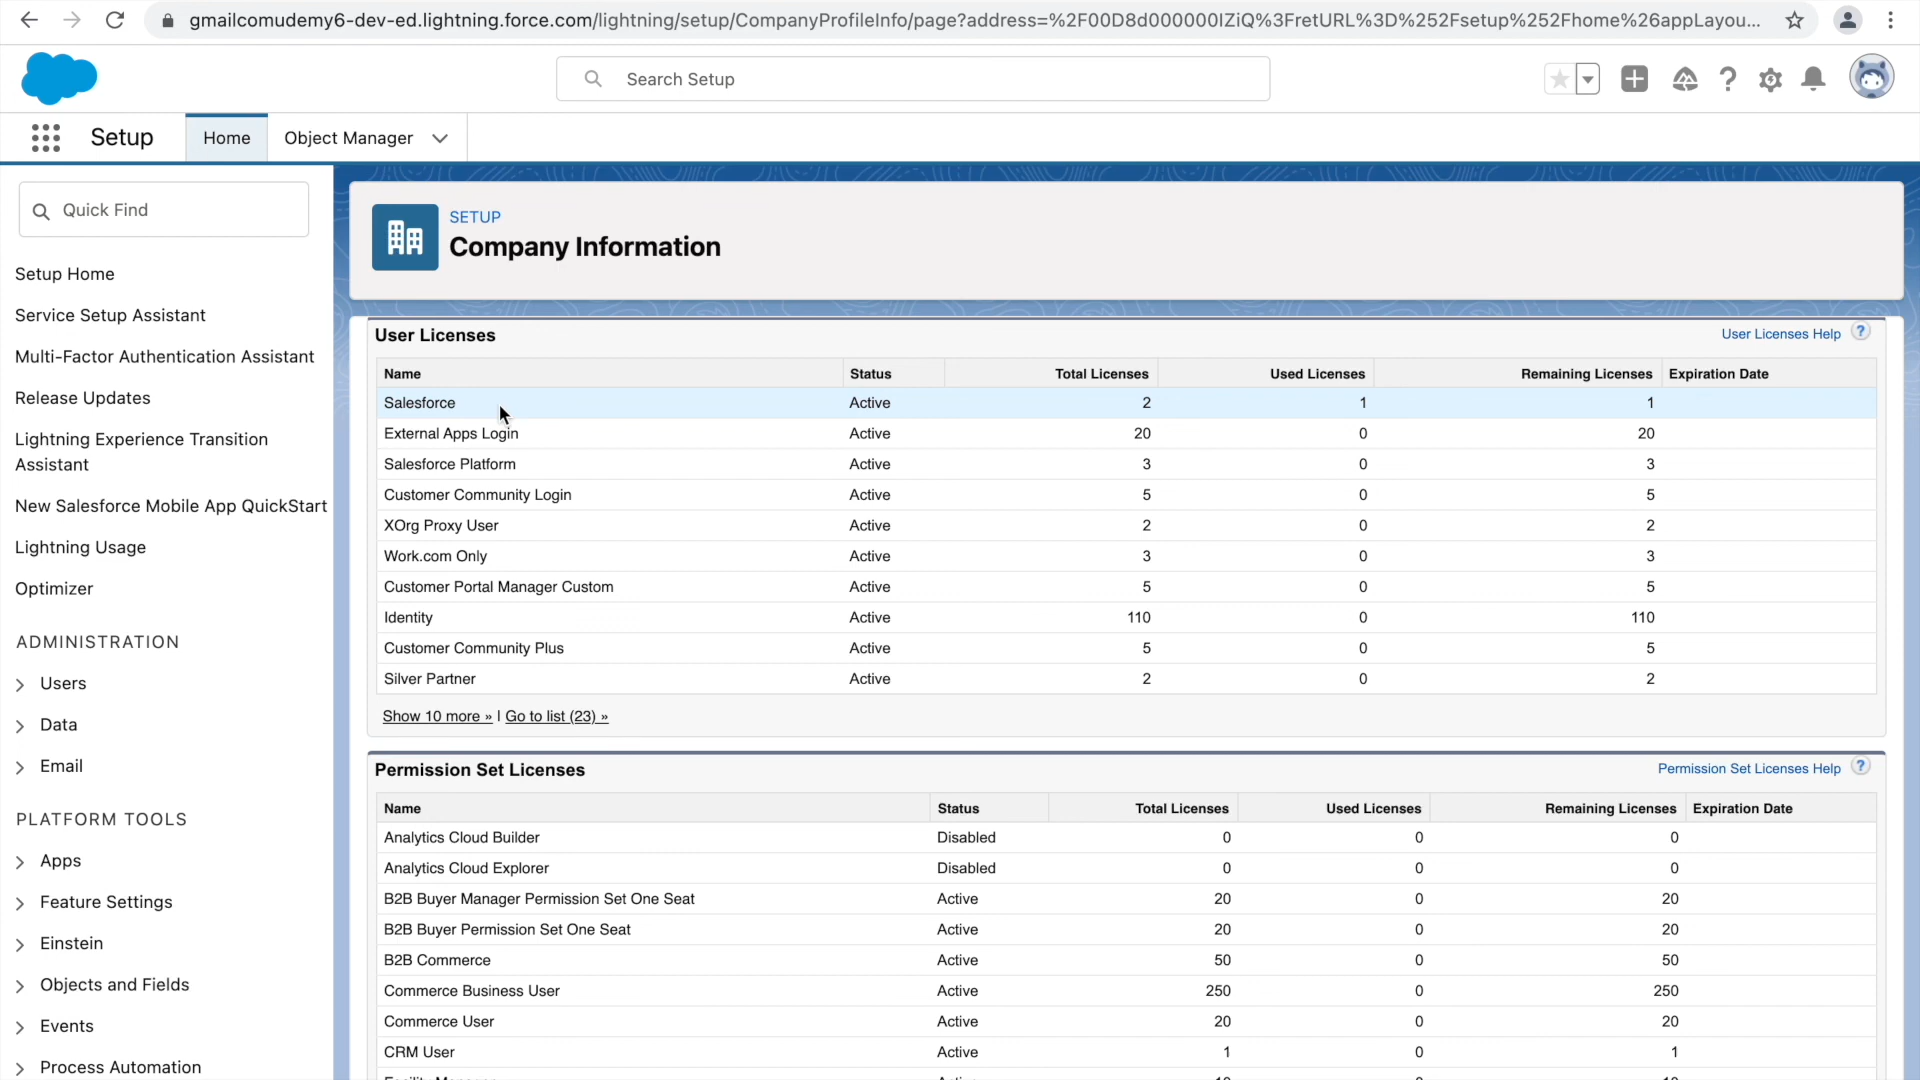 gmailcomudemy6-dev-ed.lightning.force.com/lightning/setup/CompanyProfileInfo/page?address=%2F00D8d000000IZiQ%3FretURL%3D%252Fsetup%252Fhome%26appLayou...
Search Setup
Setup
Home
Object Manager
Quick Find
Setup Home
Service Setup Assistant
Multi-Factor Authentication Assistant
Release Updates
Lightning Experience Transition
Assistant
New Salesforce Mobile App QuickStart
Lightning Usage
Optimizer
ADMINISTRATION
Users
Data
Email
PLATFORM TOOLS
Apps
Feature Settings
Einstein
Objects and Fields
Events
Process Automation
SETUP
Company Information
User Licenses
User Licenses Help ?
Name Status Total Licenses Used Licenses Remaining Licenses Expiration Date
Salesforce Active 2 1 1
External Apps Login Active 20 0 20
Salesforce Platform Active 3 0 3
Customer Community Login Active 5 0 5
XOrg Proxy User Active 2 0 2
Work.com Only Active 3 0 3
Customer Portal Manager Custom Active 5 0 5
Identity Active 110 0 110
Customer Community Plus Active 5 0 5
Silver Partner Active 2 0 2
Show 10 more » | Go to list (23) »
Permission Set Licenses
Permission Set Licenses Help ?
Name Status Total Licenses Used Licenses Remaining Licenses Expiration Date
Analytics Cloud Builder Disabled 0 0 0
Analytics Cloud Explorer Disabled 0 0 0
B2B Buyer Manager Permission Set One Seat Active 20 0 20
B2B Buyer Permission Set One Seat Active 20 0 20
B2B Commerce Active 50 0 50
Commerce Business User Active 250 0 250
Commerce User Active 20 0 20
CRM User Active 1 0 1